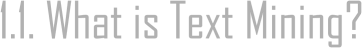 1.1. What is Text Mining?